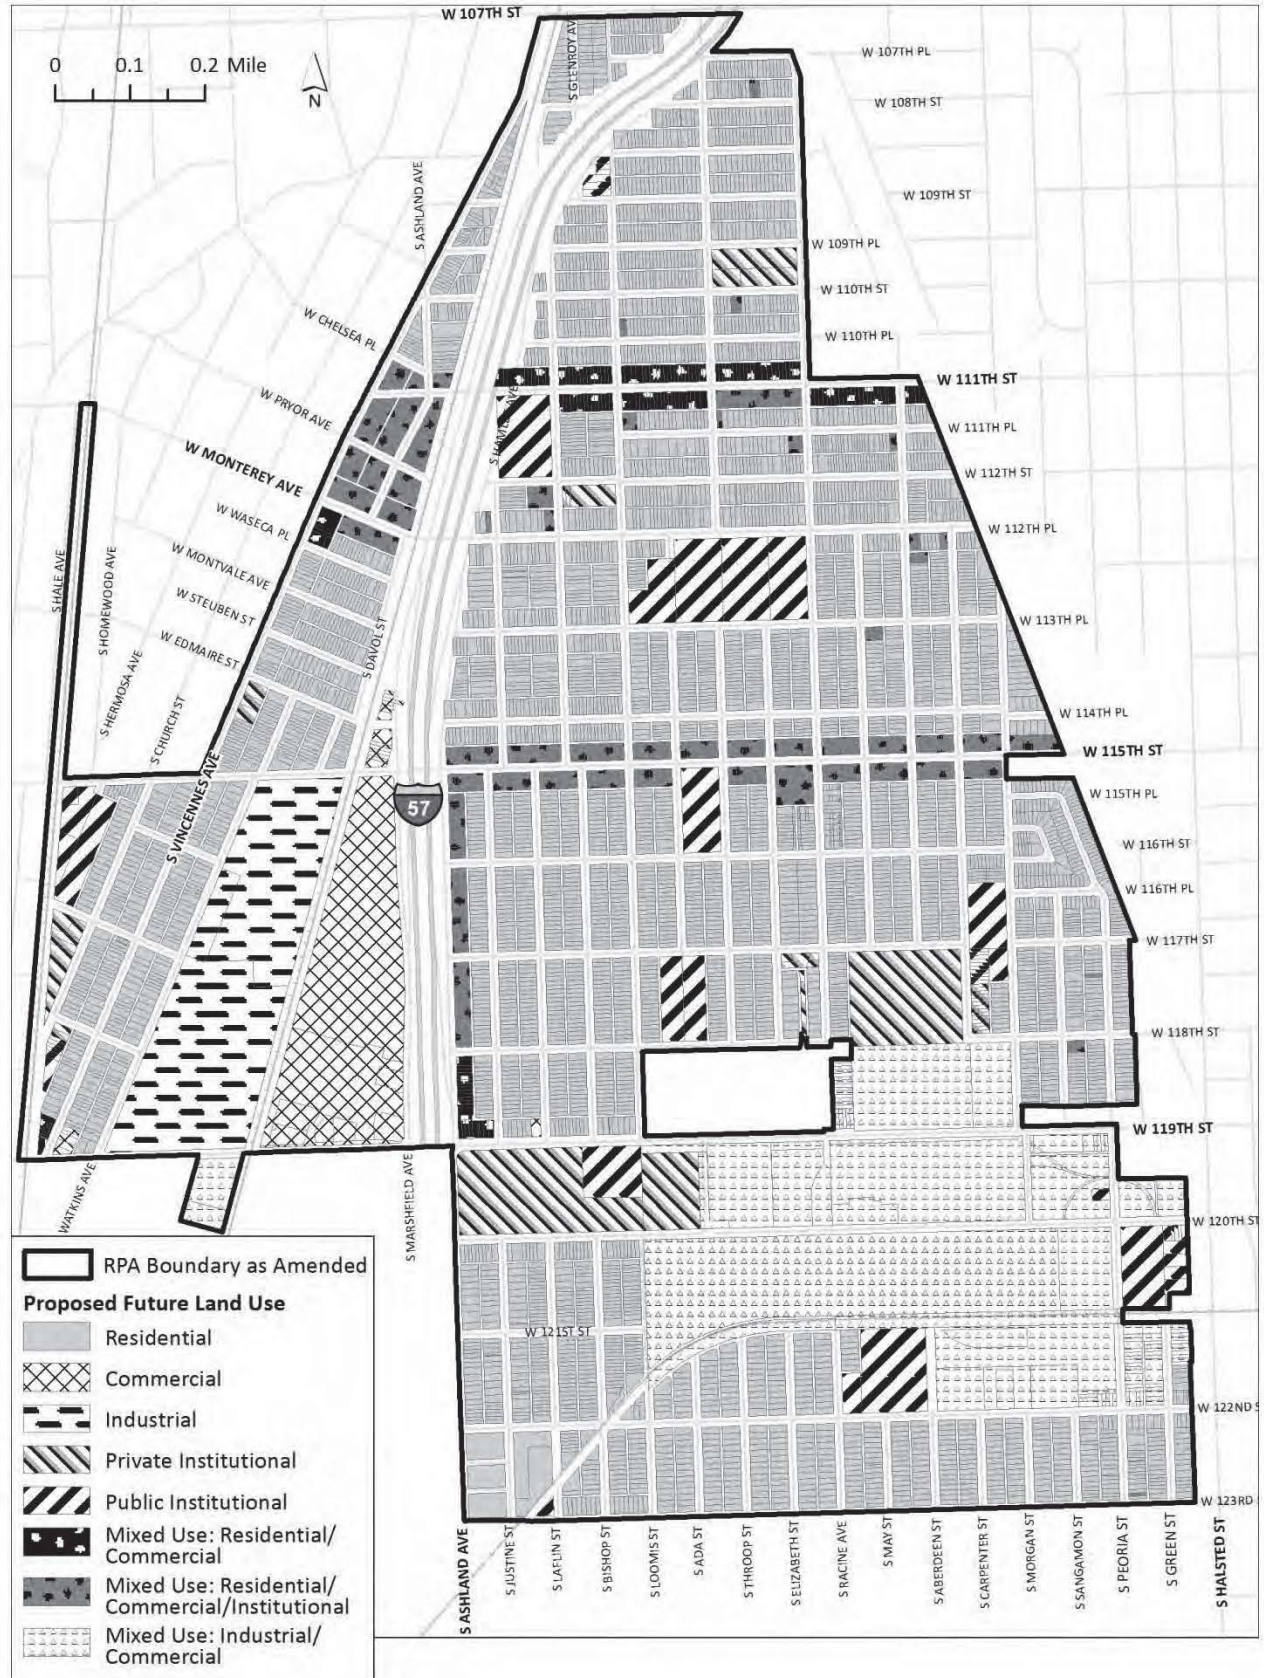 W 107TH ST
S GLENROY AVE
0 0.1 0.2 Mile
N
W 107TH PL
W 108TH ST
S ASHLAND AVE
W 109TH ST
W 109TH PL
W 110TH ST
W CHELSEA PL
W 110TH PL
W 111TH ST
W PRYOR AVE
S HAMLET AVE
W 111TH PL
W MONTEREY AVE
W 112TH ST
W WASECA PL
W 112TH PL
W MONTVALE AVE
S HALE AVE
S HOMEWOOD AVE
W STEUBEN ST
W 113TH PL
W EDMAIRE ST
S DAVOL ST
S HERMOSA AVE
S CHURCH ST
W 114TH PL
W 115TH ST
S VINCENNES AVE
57
W 115TH PL
W 116TH ST
W 116TH PL
W 117TH ST
W 118TH ST
W 119TH ST
WATKINS AVE
S MARSHFIELD AVE
W 120TH ST
RPA Boundary as Amended
Proposed Future Land Use
Residential
Commercial
Industrial
Private Institutional
Public Institutional
Mixed Use: Residential/
Commercial
Mixed Use: Residential/
Commercial/Institutional
Mixed Use: Industrial/
Commercial
W 121ST ST
W 122ND S
W 123RD
S ASHLAND AVE
S JUSTINE ST
S LAFLIN ST
S BISHOP ST
S LOOMIS ST
S ADA ST
S THROOP ST
S ELIZABETH ST
S RACINE AVE
S MAY ST
S ABERDEEN ST
S CARPENTER ST
S MORGAN ST
S SANGAMON ST
S PEORIA ST
S GREEN ST
S HALSTED ST